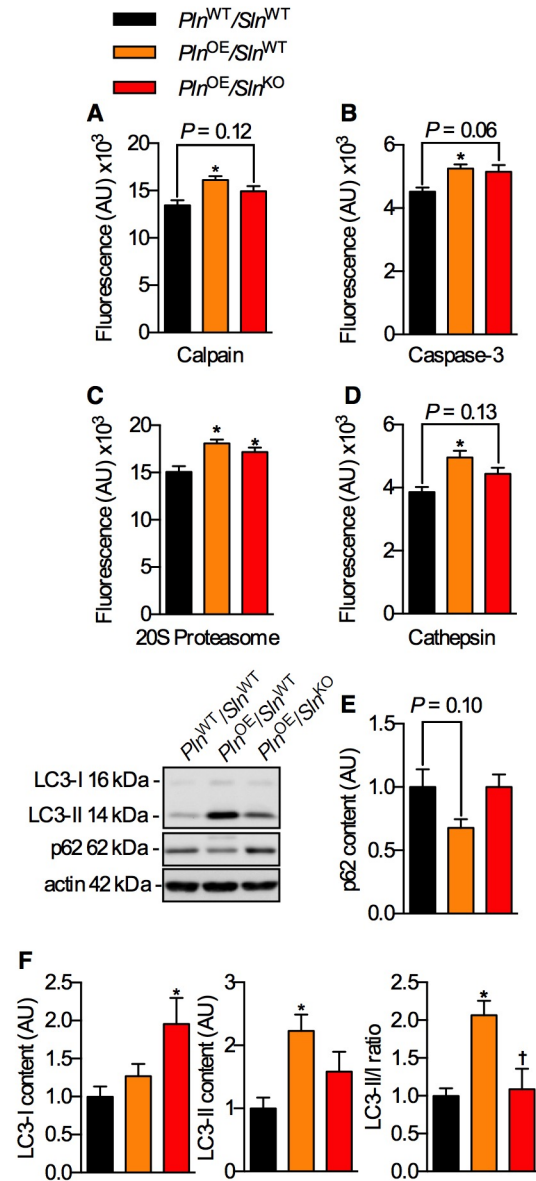 Pln^WT/Sln^WT
Pln^OE/Sln^WT
Pln^OE/Sln^KO
A
P = 0.12
*
Fluorescence (AU) x10^3
20
15
10
5
0
Calpain
B
P = 0.06
*
Fluorescence (AU) x10^3
6
4
2
0
Caspase-3
C
* *
Fluorescence (AU) x10^3
20
15
10
5
0
20S Proteasome
D
P = 0.13
*
Fluorescence (AU) x10^3
6
4
2
0
Cathepsin
Pln^WT/Sln^WT
Pln^OE/Sln^WT
Pln^OE/Sln^KO
LC3-I 16 kDa -
LC3-II 14 kDa -
p62 62 kDa -
actin 42 kDa -
E
P = 0.10
p62 content (AU)
1.5
1.0
0.5
0.0
F
*
LC3-I content (AU)
2.5
2.0
1.5
1.0
0.5
0.0
*
LC3-II content (AU)
3
2
1
0
*
†
LC3-II/I ratio
2.5
2.0
1.5
1.0
0.5
0.0